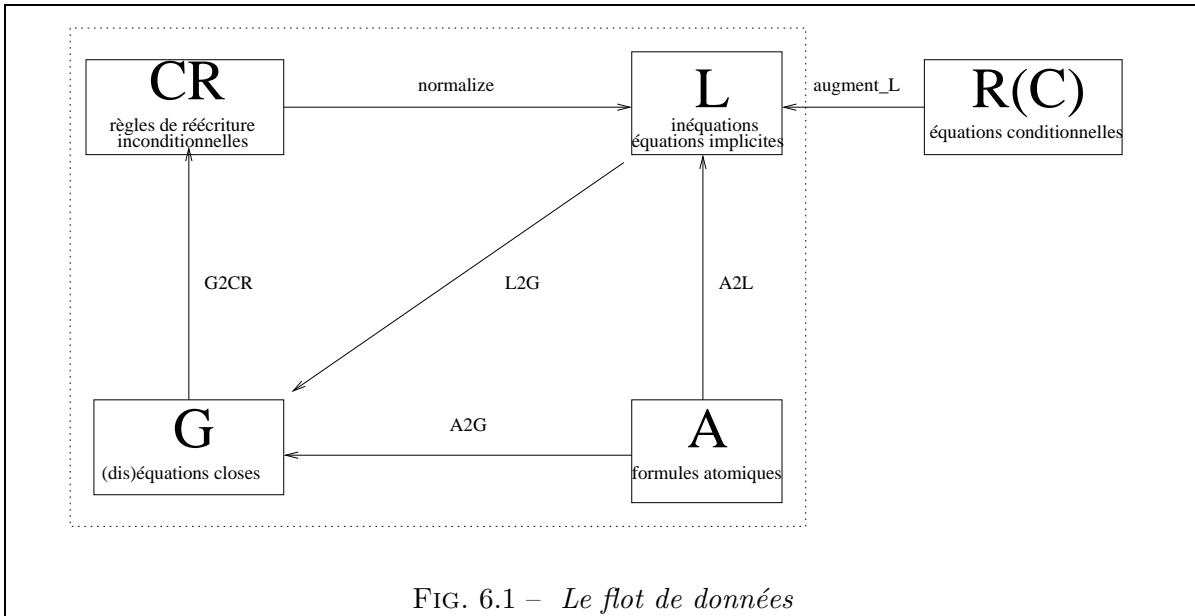 CR
règles de réécriture
inconditionnelles
normalize
L
inéquations
équations implicites
augment_L
R(C)
équations conditionnelles
G2CR
L2G
A2L
G
(dis)équations closes
A2G
A
formules atomiques
FIG. 6.1 – Le flot de données